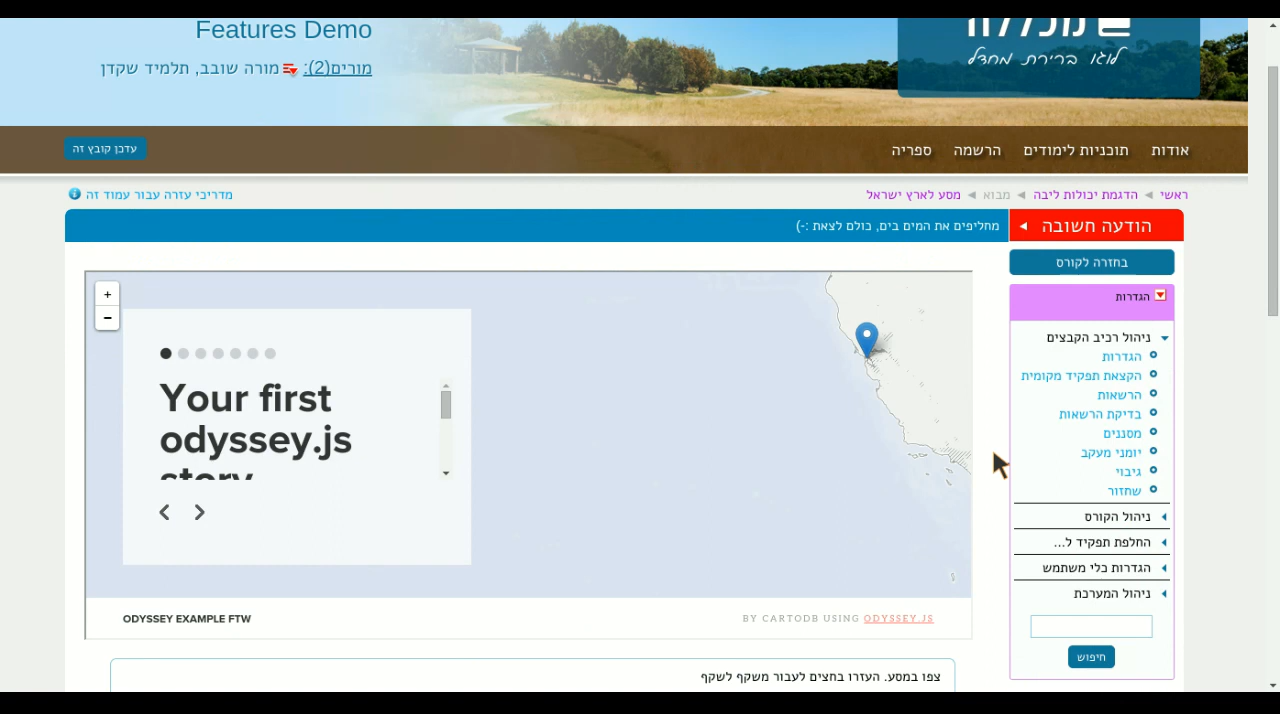 Features Demo
מורים(2): מורה שובב, תלמיד שקדן
מכללה
לוגו ברירת מחדל
אודות
תוכניות לימודים
הרשמה
ספריה
עדכן קובץ זה
ראשי ◄ הדגמת יכולות ליבה ◄ מבוא ◄ מסע לארץ ישראל
מדריכי עזרה עבור עמוד זה
הודעה חשובה
מחליפים את המים בים, כולם לצאת :-)
בחזרה לקורס
הגדרות
ניהול רכיב הקבצים
הגדרות
הקצאת תפקיד מקומית
הרשאות
בדיקת הרשאות
מסננים
יומני מעקב
גיבוי
שחזור
ניהול הקורס
החלפת תפקיד ל...
הגדרות כלי משתמש
ניהול המערכת
חיפוש
+
−
Your first
odyssey.js
story
ODYSSEY EXAMPLE FTW
BY CARTODB USING ODYSSEY.JS
צפו במסע. העזרו בחצים לעבור משקף לשקף